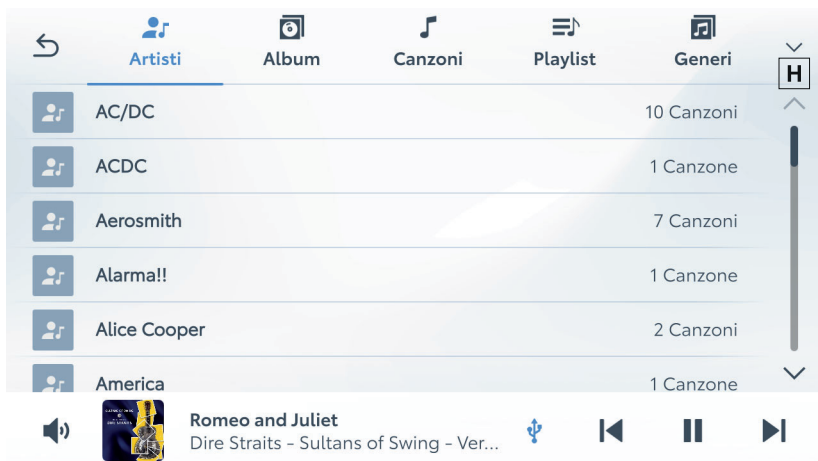 Artisti Album Canzoni Playlist Generi
H
AC/DC 10 Canzoni
ACDC 1 Canzone
Aerosmith 7 Canzoni
Alarma!! 1 Canzone
Alice Cooper 2 Canzoni
America 1 Canzone
Romeo and Juliet
Dire Straits - Sultans of Swing - Ver...